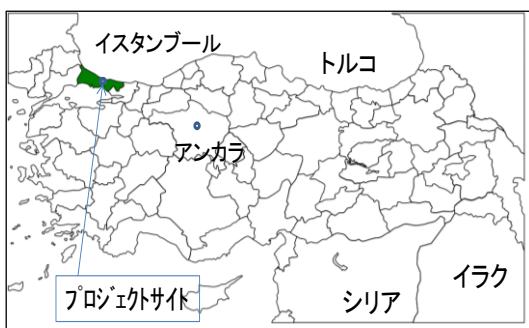 イスタンブール
トルコ
アンカラ
プロジェクトサイト
シリア
イラク